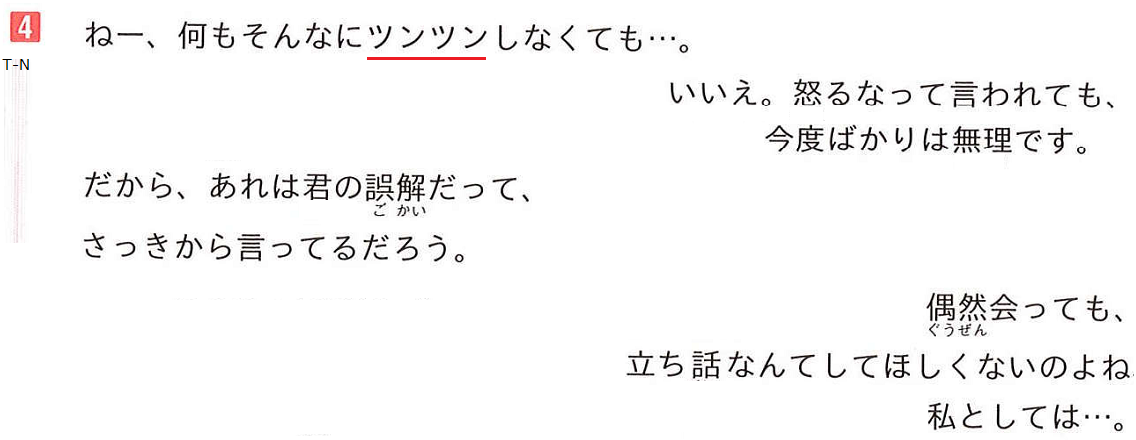 4
T-N
ねー、何もそんなにツンツンしなくても…。
いいえ。怒るなって言われても、
今度ばかりは無理です。
だから、あれは君の誤解だって、
ご かい
さっきから言ってるだろう。
偶然会っても、
ぐうぜん
立ち話なんてしてほしくないのよね
私としては…。